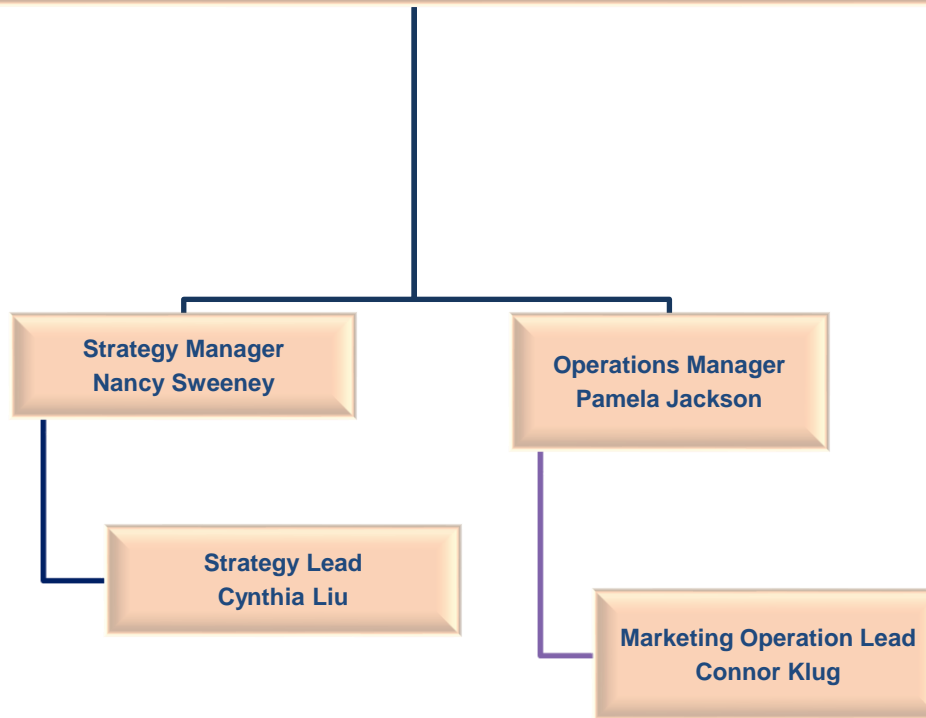 Strategy Manager
Nancy Sweeney
Operations Manager
Pamela Jackson
Strategy Lead
Cynthia Liu
Marketing Operation Lead
Connor Klug